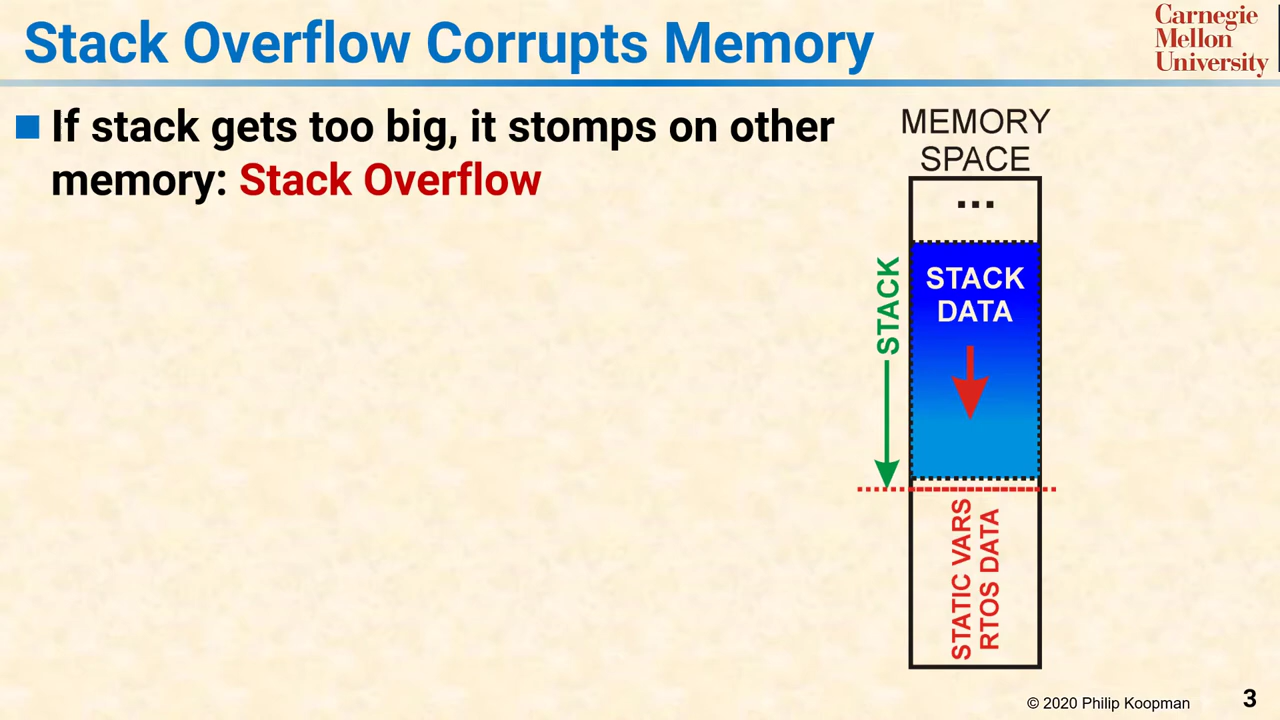 Stack Overflow Corrupts Memory
Carnegie
Mellon
University
If stack gets too big, it stomps on other
memory: Stack Overflow
MEMORY
SPACE
...
STACK
STACK
DATA
STATIC VARS
RTOS DATA
© 2020 Philip Koopman
3